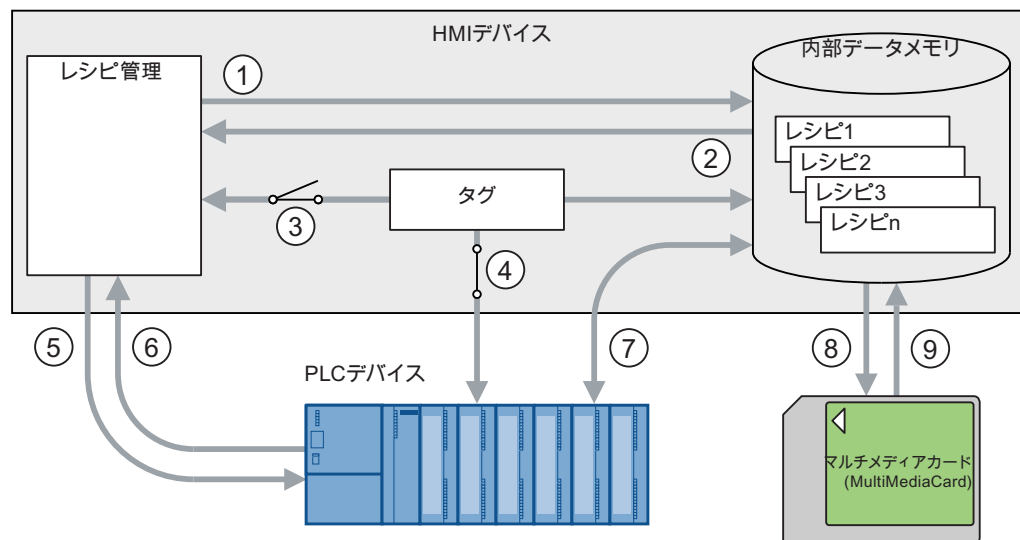 HMIデバイス
レシピ管理
内部データメモリ
①
②
レシピ1
レシピ2
レシピ3
レシピn
タグ
③
④
⑤
⑥
⑦
⑧
⑨
PLCデバイス
マルチメディアカード
(MultiMediaCard)